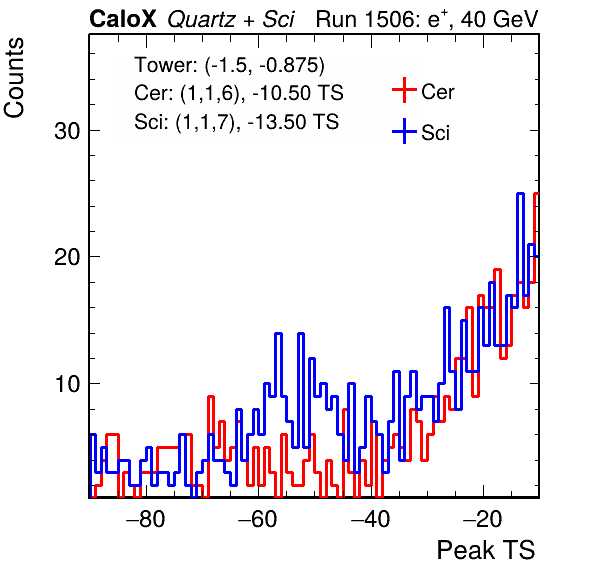 CaloX Quartz + Sci Run 1506: e+, 40 GeV
Counts
Tower: (-1.5, -0.875)
Cer: (1,1,6), -10.50 TS
Sci: (1,1,7), -13.50 TS
Cer
Sci
30
20
10
−80 −60 −40 −20
Peak TS